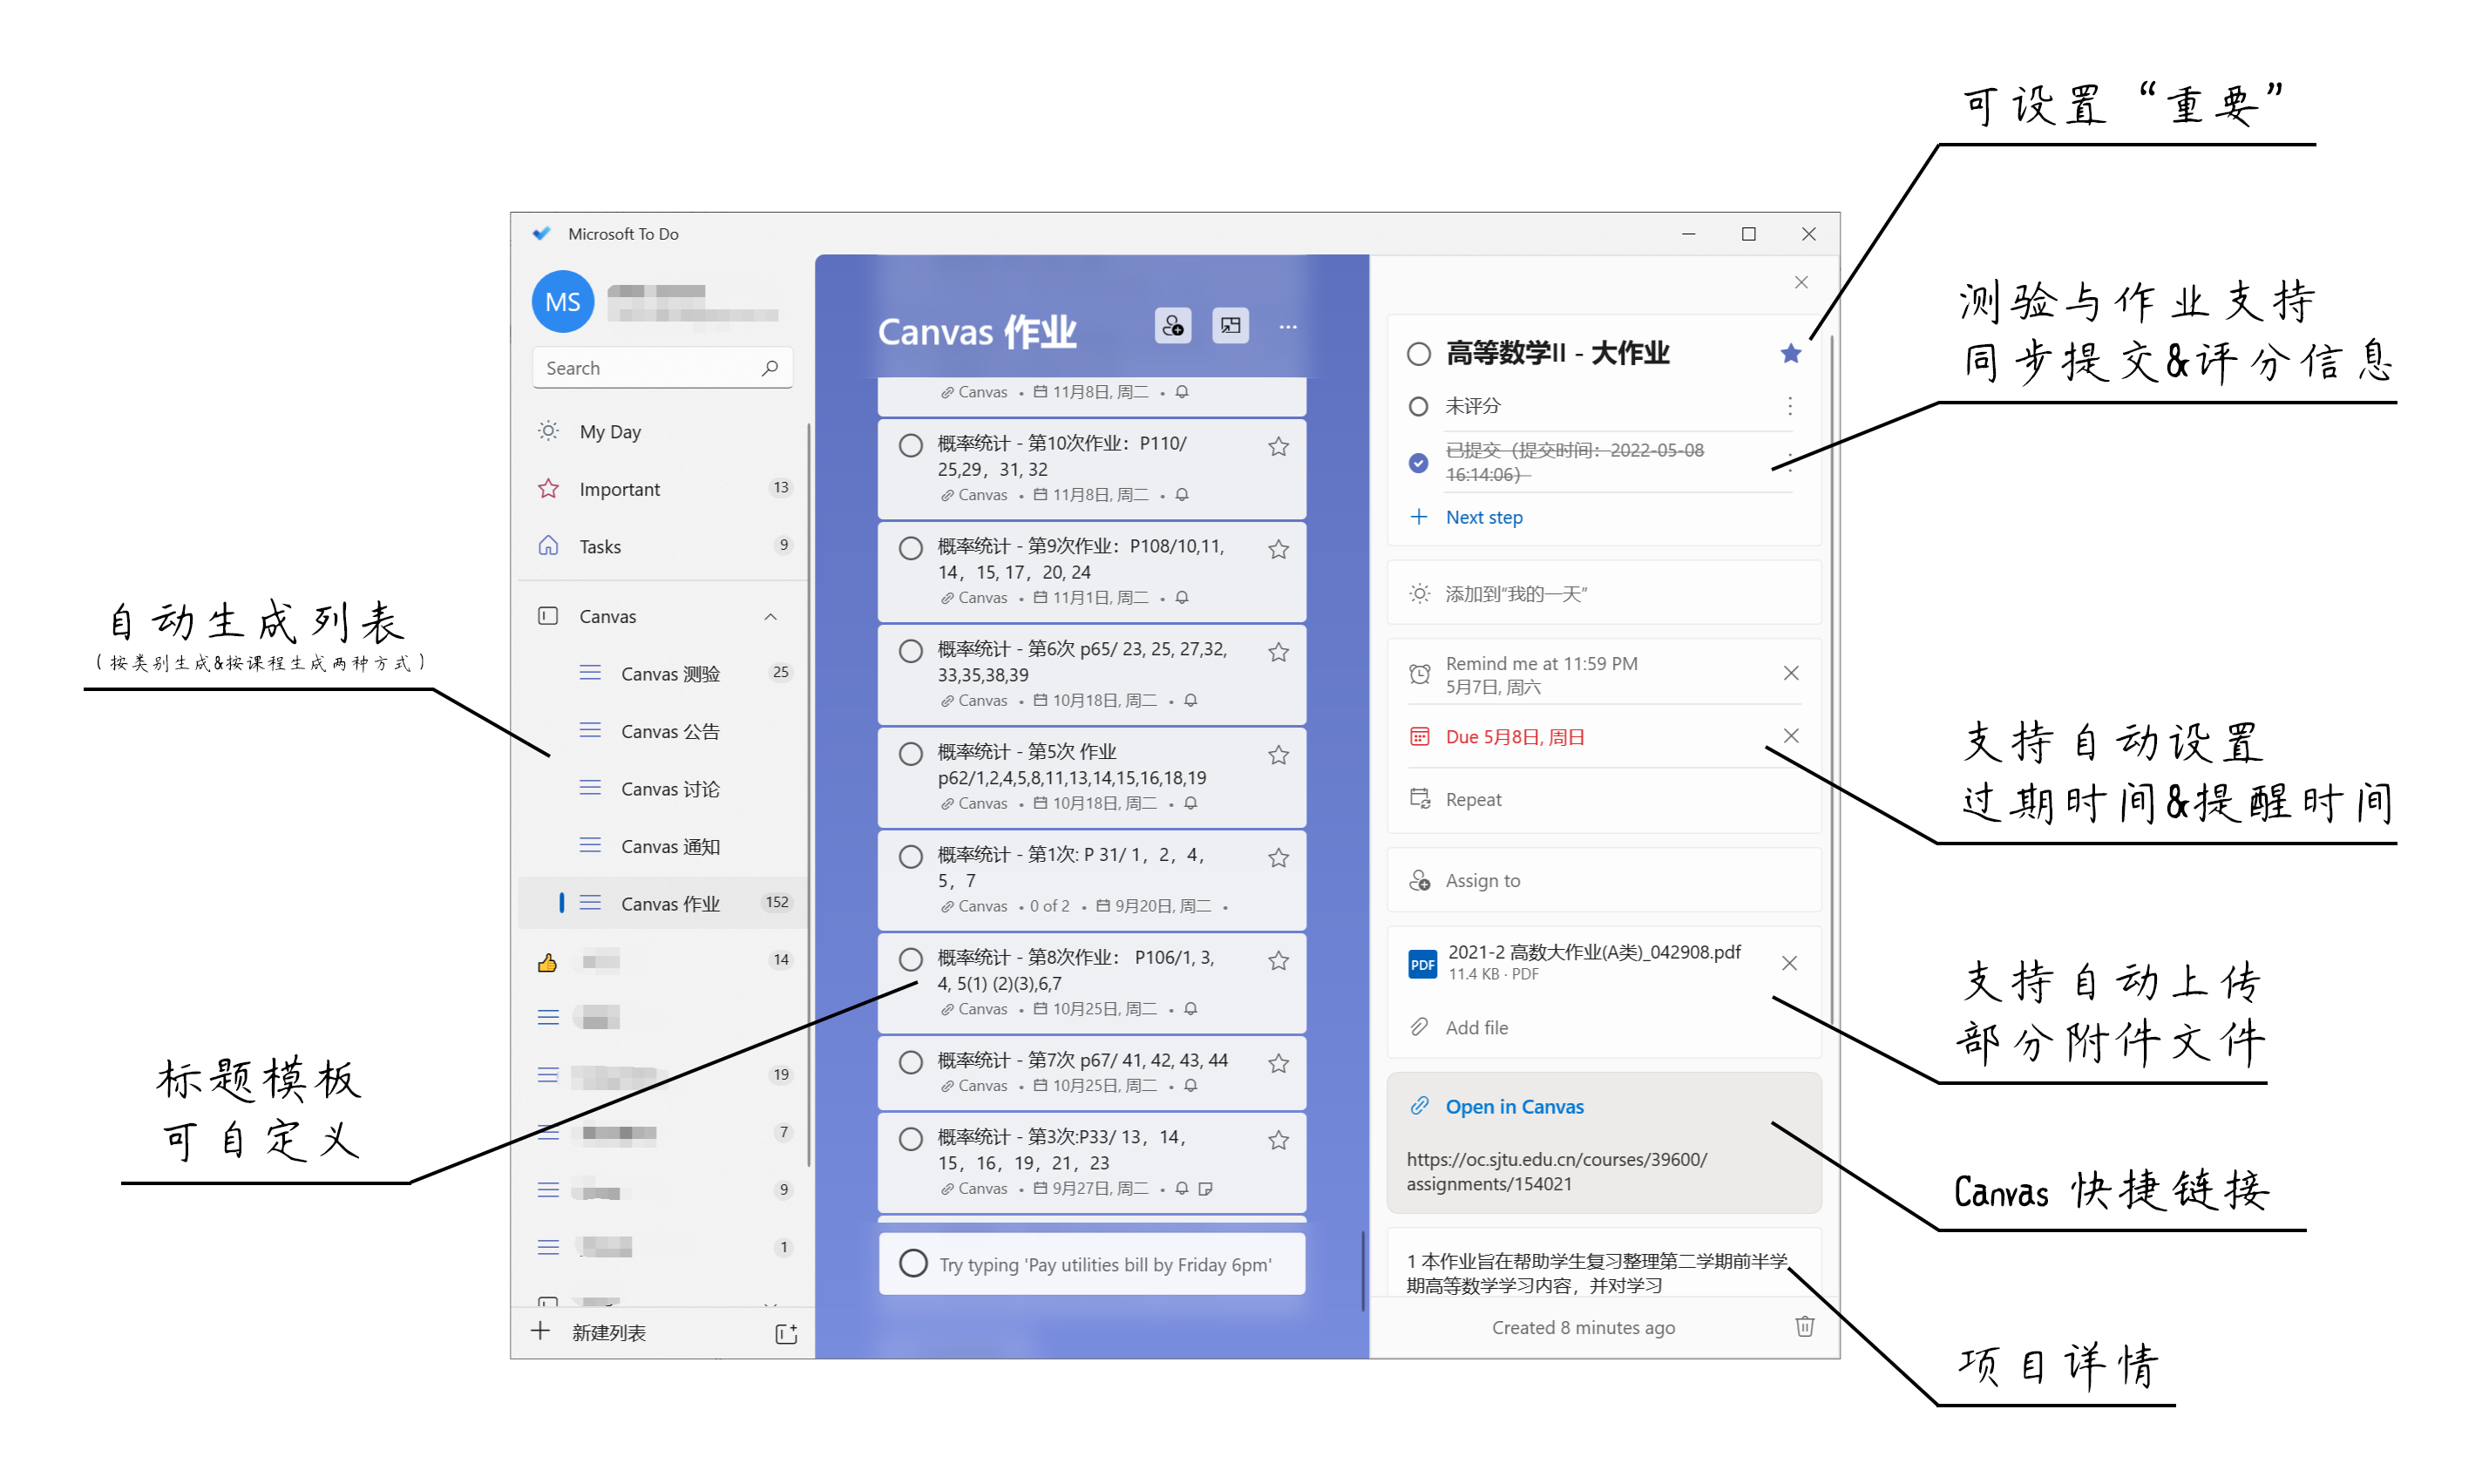 可设置“重要”
测验与作业支持
同步提交&评分信息
自动生成列表
（按类别生成&按课程生成两种方式）
标题模板
可自定义
支持自动设置
过期时间&提醒时间
支持自动上传
部分附件文件
Canvas 快捷链接
项目详情
Microsoft To Do
MS
Search
My Day
Important 13
Tasks 9
Canvas
Canvas 测验 25
Canvas 公告
Canvas 讨论
Canvas 通知
Canvas 作业 152
14
19
7
9
1
新建列表
Canvas 作业
Canvas • 11月8日, 周二 •
概率统计 - 第10次作业：P110/
25,29，31, 32
Canvas • 11月8日, 周二 •
概率统计 - 第9次作业：P108/10,11,
14，15, 17，20, 24
Canvas • 11月1日, 周二 •
概率统计 - 第6次 p65/ 23, 25, 27,32,
33,35,38,39
Canvas • 10月18日, 周二 •
概率统计 - 第5次 作业
p62/1,2,4,5,8,11,13,14,15,16,18,19
Canvas • 10月18日, 周二 •
概率统计 - 第1次: P 31/ 1，2，4，
5，7
Canvas • 0 of 2 • 9月20日, 周二 •
概率统计 - 第8次作业： P106/1, 3,
4, 5(1) (2)(3),6,7
Canvas • 10月25日, 周二 •
概率统计 - 第7次 p67/ 41, 42, 43, 44
Canvas • 10月25日, 周二 •
概率统计 - 第3次:P33/ 13，14，
15，16，19，21，23
Canvas • 9月27日, 周二 •
Try typing 'Pay utilities bill by Friday 6pm'
高等数学II - 大作业
未评分
已提交（提交时间：2022-05-08
16:14:06）
Next step
添加到“我的一天”
Remind me at 11:59 PM
5月7日, 周六
Due 5月8日, 周日
Repeat
Assign to
PDF
2021-2 高数大作业(A类)_042908.pdf
11.4 KB · PDF
Add file
Open in Canvas
https://oc.sjtu.edu.cn/courses/39600/
assignments/154021
1 本作业旨在帮助学生复习整理第二学期前半学
期高等数学学习内容，并对学习
Created 8 minutes ago